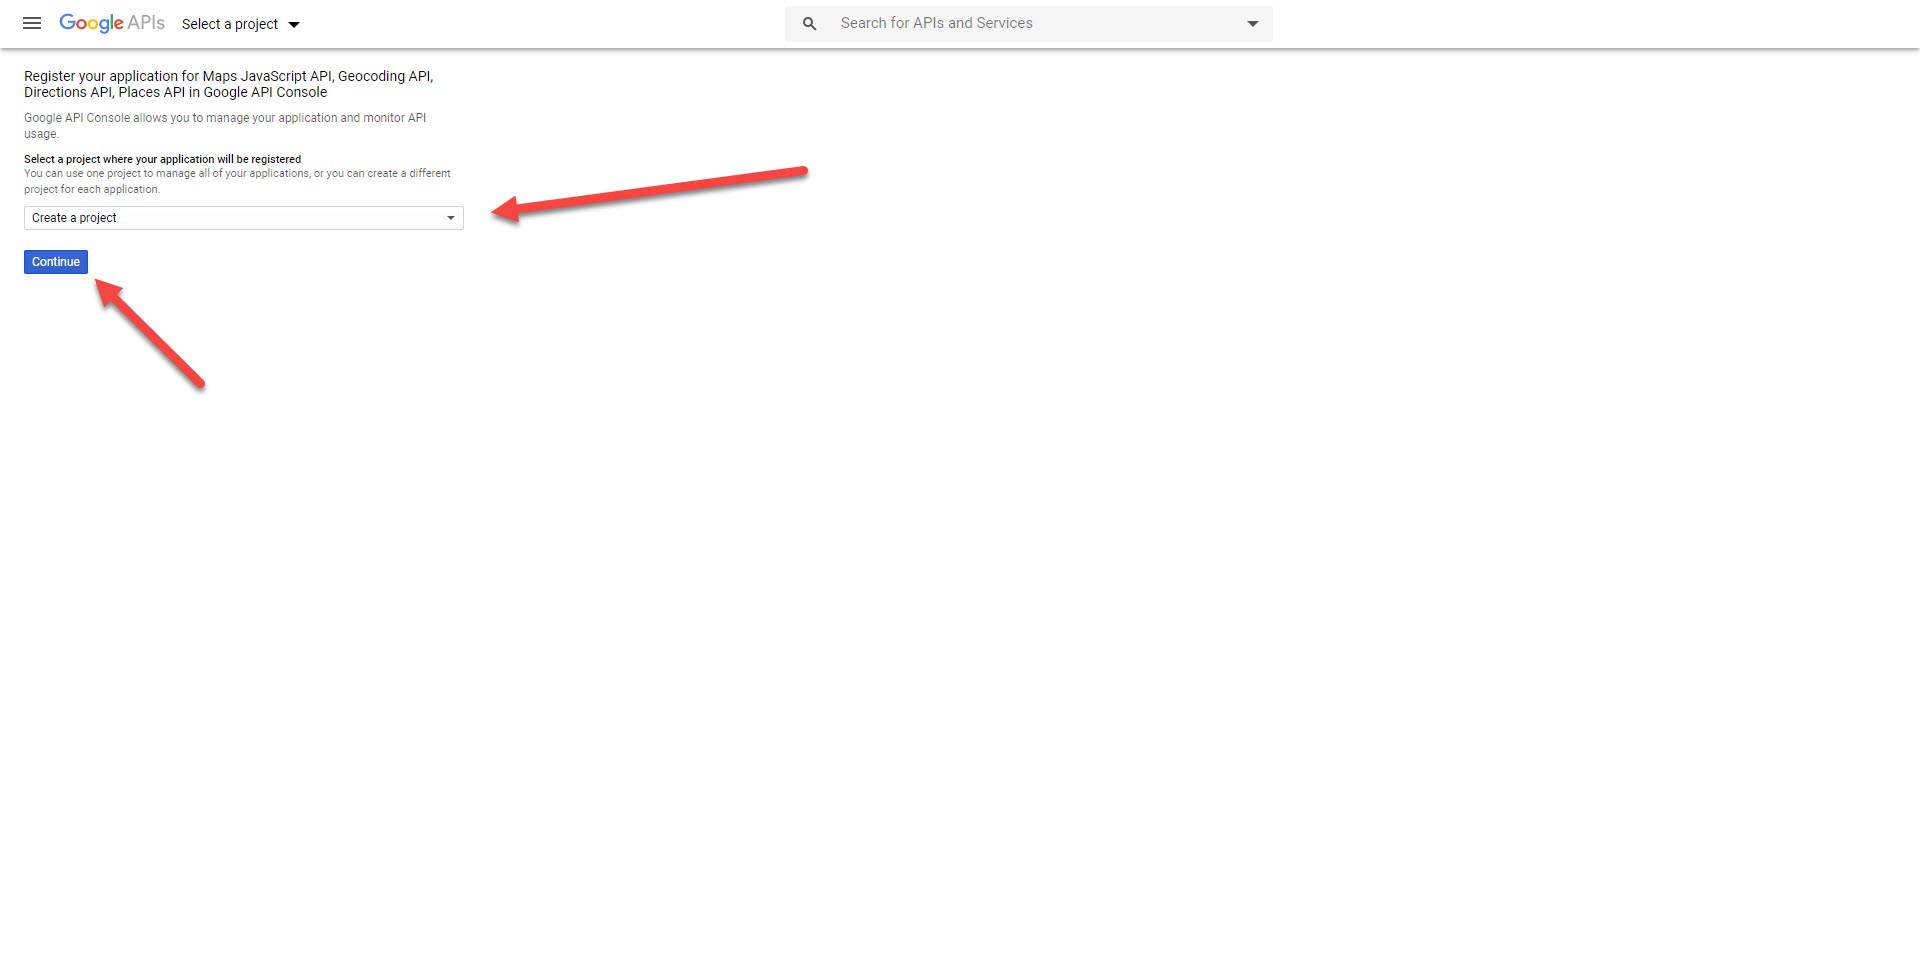 Google APIs Select a project
Search for APIs and Services
Register your application for Maps JavaScript API, Geocoding API,
Directions API, Places API in Google API Console
Google API Console allows you to manage your application and monitor API
usage.
Select a project where your application will be registered
You can use one project to manage all of your applications, or you can create a different
project for each application.
Create a project
Continue